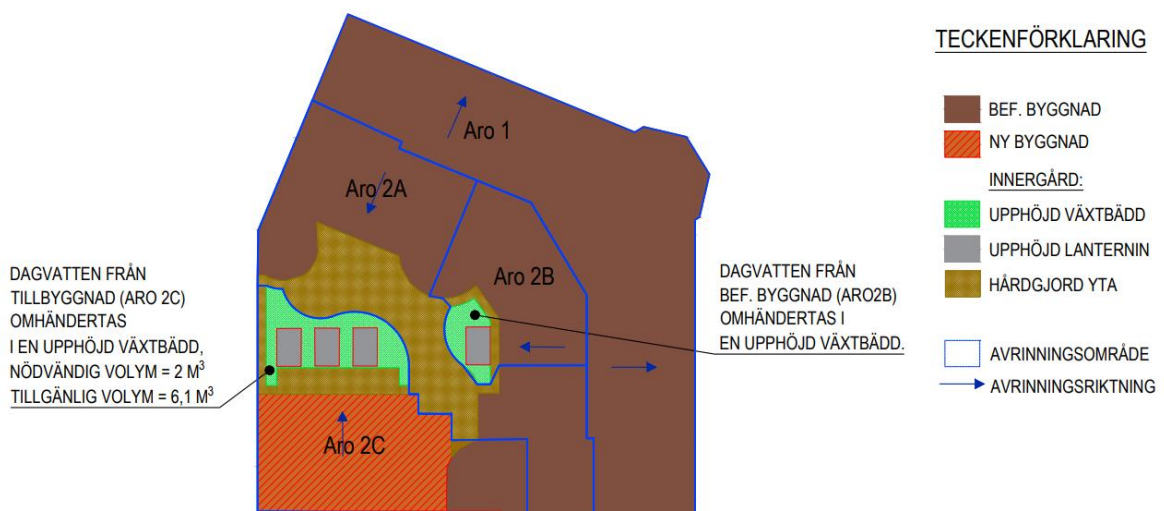 TECKENFÖRKLARING
BEF. BYGGNAD
NY BYGGNAD
INNERGÅRD:
UPPHÖJD VÄXTBÄDD
UPPHÖJD LANTERNIN
HÅRDGJORD YTA
AVRINNINGSOMRÅDE
AVRINNINGSRIKTNING
Aro 1
Aro 2A
Aro 2B
Aro 2C
DAGVATTEN FRÅN
TILLBYGGNAD (ARO 2C)
OMHÄNDERTAS
I EN UPPHÖJD VÄXTBÄDD,
NÖDVÄNDIG VOLYM = 2 M³
TILLGÄNLIG VOLYM = 6,1 M³
DAGVATTEN FRÅN
BEF. BYGGNAD (ARO2B)
OMHÄNDERTAS I
EN UPPHÖJD VÄXTBÄDD.